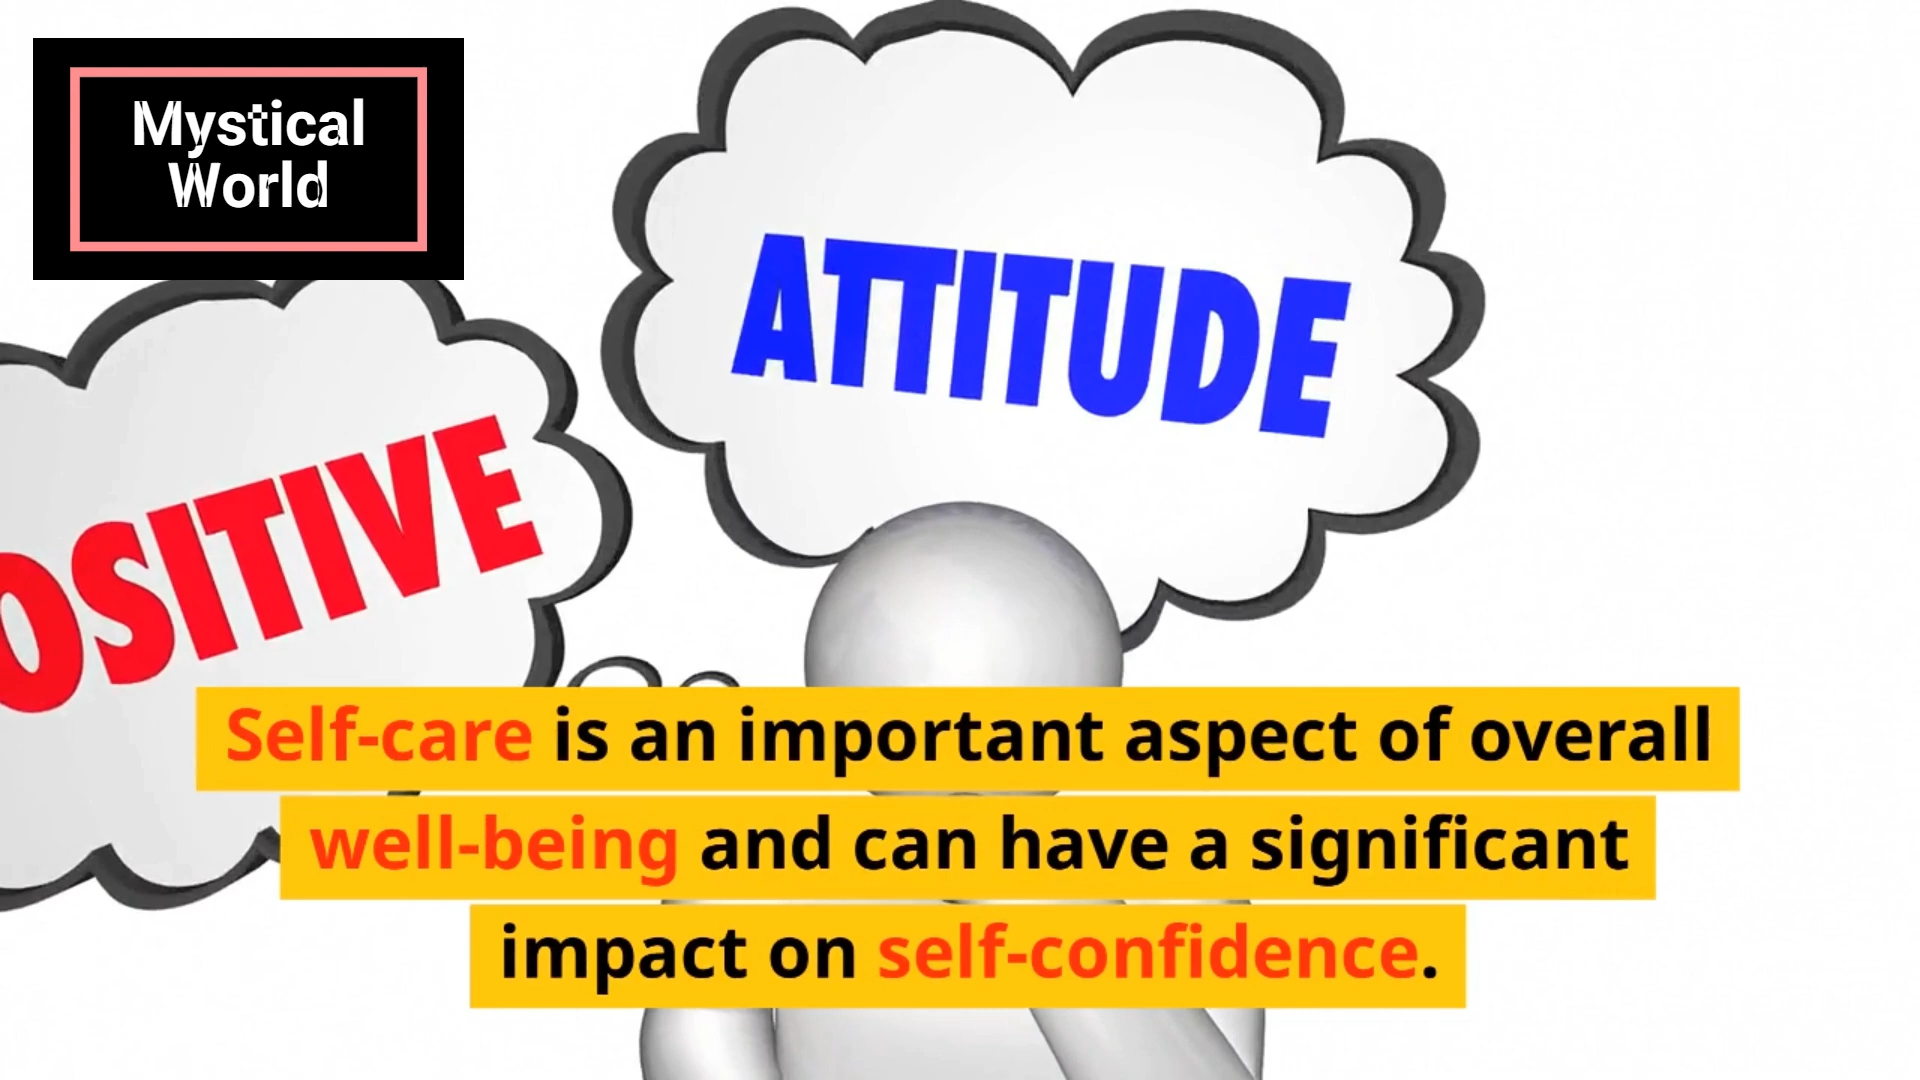 Mystical
World
ATTITUDE
OSITIVE
Self-care is an important aspect of overall
well-being and can have a significant
impact on self-confidence.